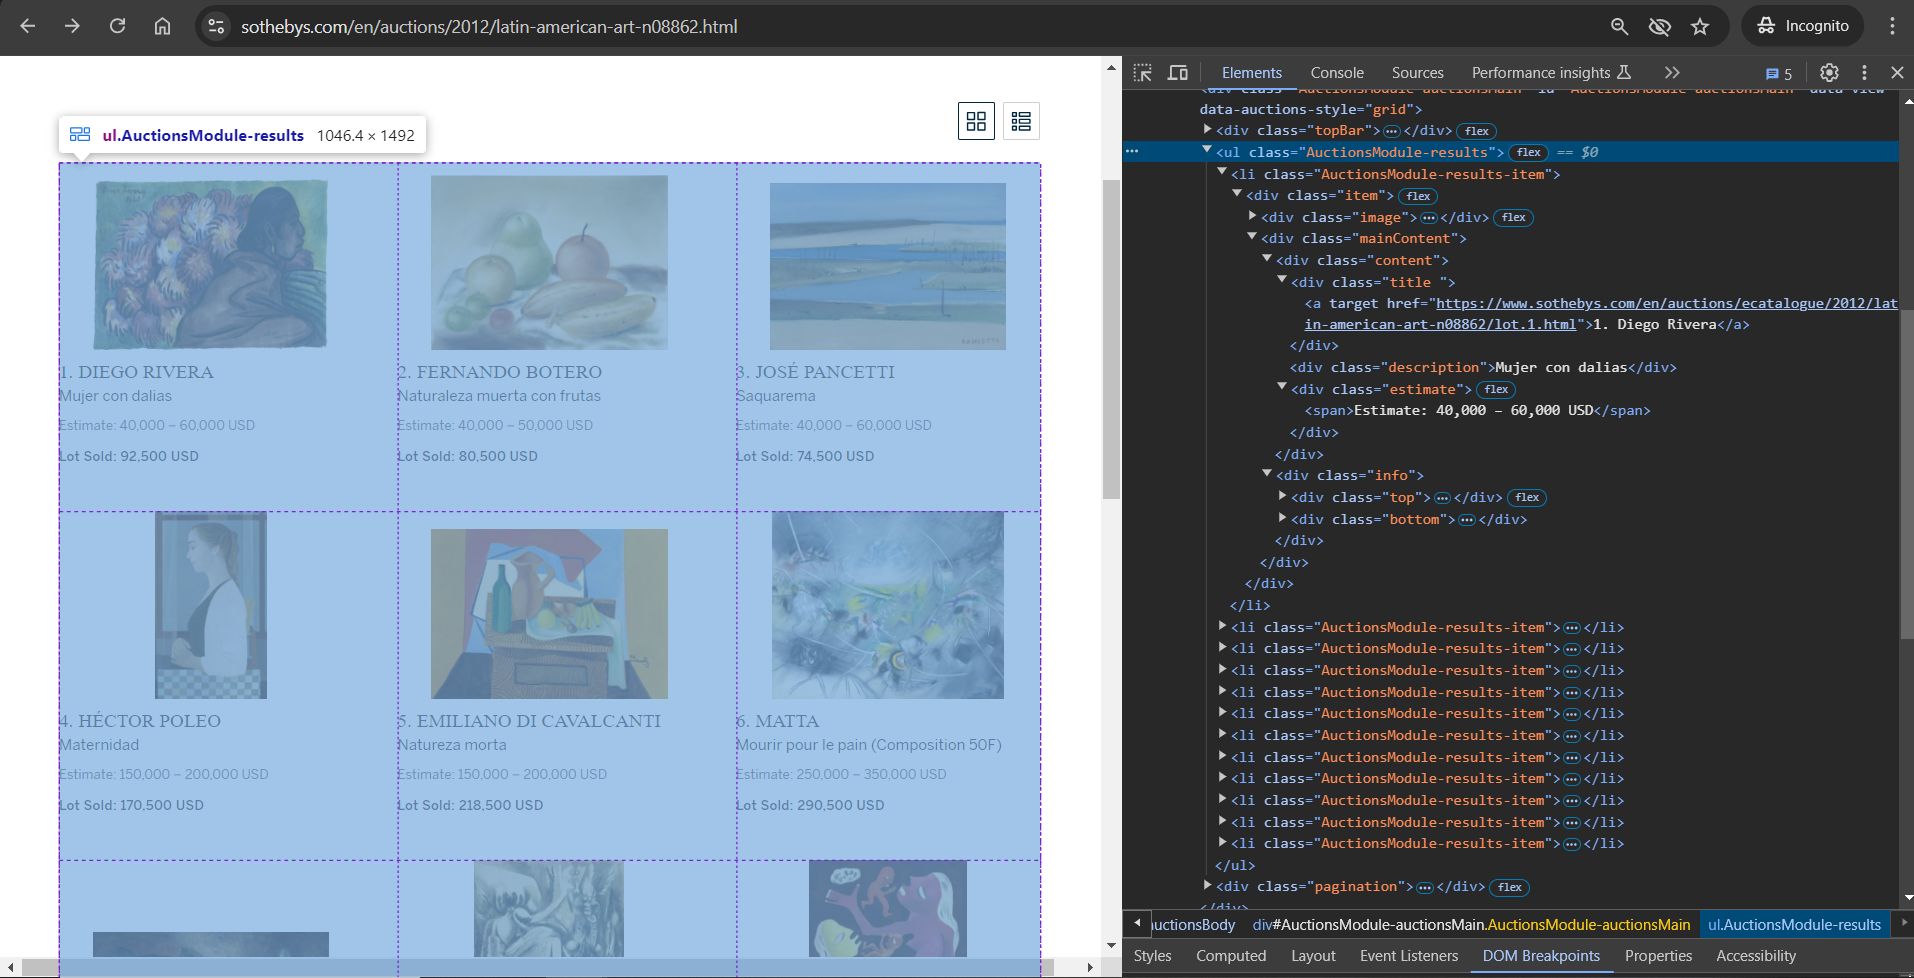 sothebys.com/en/auctions/2012/latin-american-art-n08862.html
Incognito
ul.AuctionsModule-results 1046.4 × 1492
1. DIEGO RIVERA
Mujer con dalias
Estimate: 40,000 – 60,000 USD
Lot Sold: 92,500 USD
2. FERNANDO BOTERO
Naturaleza muerta con frutas
Estimate: 40,000 – 50,000 USD
Lot Sold: 80,500 USD
3. JOSÉ PANCETTI
Saquarema
Estimate: 40,000 – 60,000 USD
Lot Sold: 74,500 USD
4. HÉCTOR POLEO
Maternidad
Estimate: 150,000 – 200,000 USD
Lot Sold: 170,500 USD
5. EMILIANO DI CAVALCANTI
Natureza morta
Estimate: 150,000 – 200,000 USD
Lot Sold: 218,500 USD
6. MATTA
Mourir pour le pain (Composition 50F)
Estimate: 250,000 – 350,000 USD
Lot Sold: 290,500 USD
Elements Console Sources Performance insights 5
data-auctions-style="grid">
<div class="topBar">…</div> flex
<ul class="AuctionsModule-results"> flex == $0
<li class="AuctionsModule-results-item">
<div class="item"> flex
<div class="image">…</div> flex
<div class="mainContent">
<div class="content">
<div class="title ">
<a target href="https://www.sothebys.com/en/auctions/ecatalogue/2012/lat
in-american-art-n08862/lot.1.html">1. Diego Rivera</a>
</div>
<div class="description">Mujer con dalias</div>
<div class="estimate"> flex
<span>Estimate: 40,000 – 60,000 USD</span>
</div>
</div>
<div class="info">
<div class="top">…</div> flex
<div class="bottom">…</div>
</div>
</div>
</div>
</li>
<li class="AuctionsModule-results-item">…</li>
<li class="AuctionsModule-results-item">…</li>
<li class="AuctionsModule-results-item">…</li>
<li class="AuctionsModule-results-item">…</li>
<li class="AuctionsModule-results-item">…</li>
<li class="AuctionsModule-results-item">…</li>
<li class="AuctionsModule-results-item">…</li>
<li class="AuctionsModule-results-item">…</li>
<li class="AuctionsModule-results-item">…</li>
<li class="AuctionsModule-results-item">…</li>
<li class="AuctionsModule-results-item">…</li>
</ul>
<div class="pagination">…</div> flex
</div>
uctionsBody div#AuctionsModule-auctionsMain.AuctionsModule-auctionsMain ul.AuctionsModule-results
Styles Computed Layout Event Listeners DOM Breakpoints Properties Accessibility